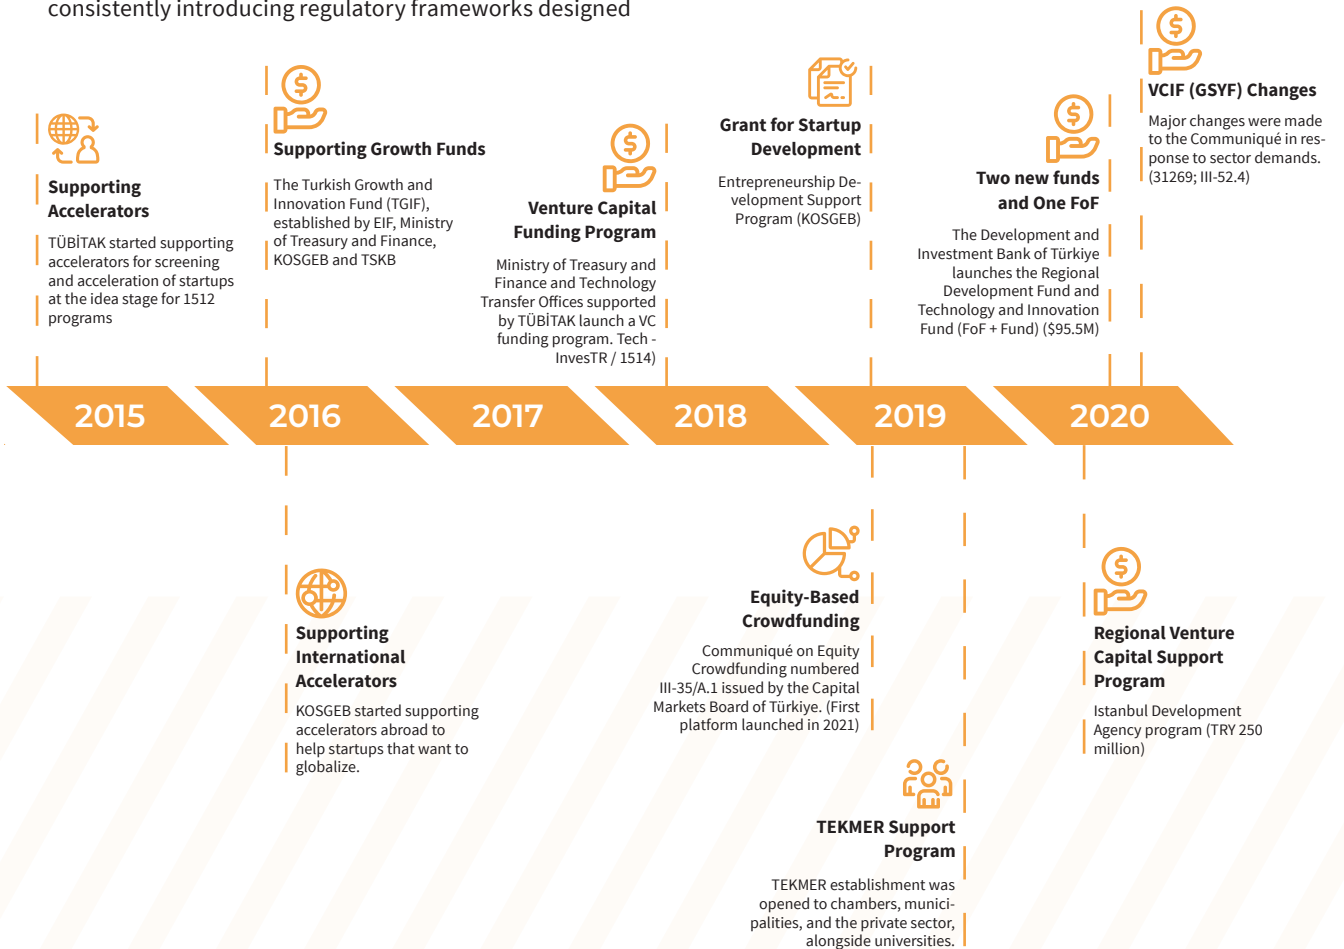 consistently introducing regulatory frameworks designed
Supporting
Accelerators
TÜBİTAK started supporting
accelerators for screening
and acceleration of startups
at the idea stage for 1512
programs
Supporting Growth Funds
The Turkish Growth and
Innovation Fund (TGIF),
established by EIF, Ministry
of Treasury and Finance,
KOSGEB and TSKB
Venture Capital
Funding Program
Ministry of Treasury and
Finance and Technology
Transfer Offices supported
by TÜBİTAK launch a VC
funding program. Tech -
InvesTR / 1514)
Grant for Startup
Development
Entrepreneurship De-
velopment Support
Program (KOSGEB)
Two new funds
and One FoF
The Development and
Investment Bank of Türkiye
launches the Regional
Development Fund and
Technology and Innovation
Fund (FoF + Fund) ($95.5M)
VCIF (GSYF) Changes
Major changes were made
to the Communiqué in res-
ponse to sector demands.
(31269; III-52.4)
2015
2016
2017
2018
2019
2020
Supporting
International
Accelerators
KOSGEB started supporting
accelerators abroad to
help startups that want to
globalize.
Equity-Based
Crowdfunding
Communiqué on Equity
Crowdfunding numbered
III-35/A.1 issued by the Capital
Markets Board of Türkiye. (First
platform launched in 2021)
TEKMER Support
Program
TEKMER establishment was
opened to chambers, munici-
palities, and the private sector,
alongside universities.
Regional Venture
Capital Support
Program
Istanbul Development
Agency program (TRY 250
million)